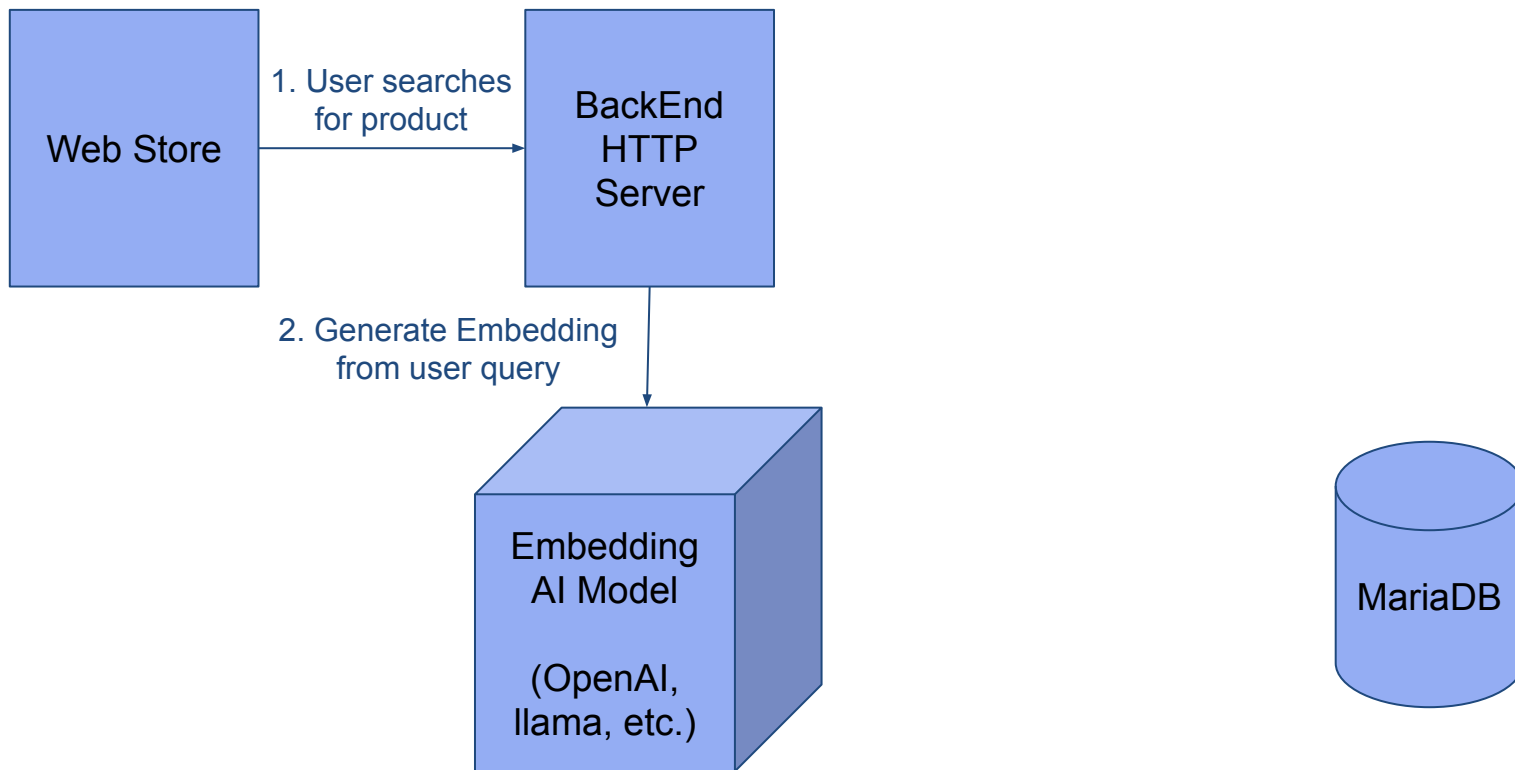 Web Store
1. User searches
for product
BackEnd
HTTP
Server
2. Generate Embedding
from user query
Embedding
AI Model
(OpenAI,
llama, etc.)
MariaDB